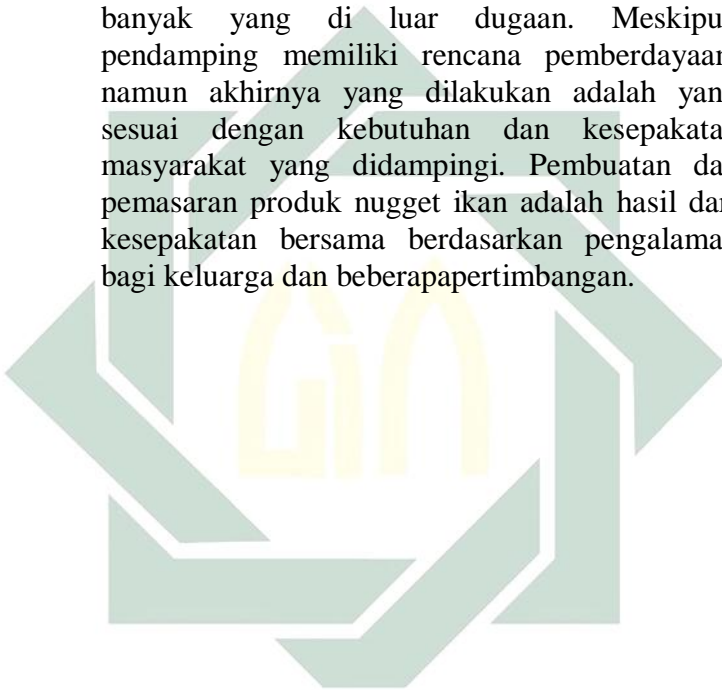 banyak yang di luar dugaan. Meskipu
pendamping memiliki rencana pemberdayaan
namun akhirnya yang dilakukan adalah yan
sesuai dengan kebutuhan dan kesepakata
masyarakat yang didampingi. Pembuatan da
pemasaran produk nugget ikan adalah hasil dar
kesepakatan bersama berdasarkan pengalama
bagi keluarga dan beberapapertimbangan.